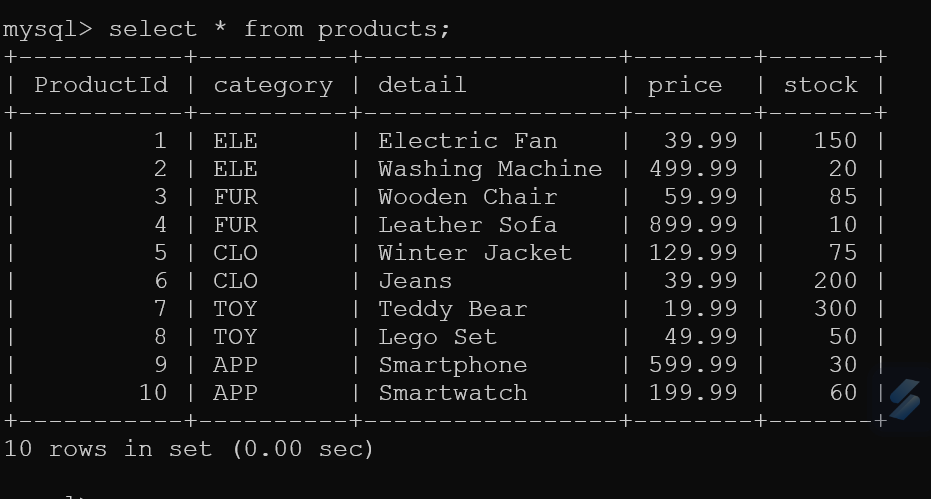 mysql> select * from products;
+-----------+----------+-----------------+--------+-------+
| ProductId | category | detail          | price  | stock |
+-----------+----------+-----------------+--------+-------+
|         1 | ELE      | Electric Fan    |  39.99 |   150 |
|         2 | ELE      | Washing Machine | 499.99 |    20 |
|         3 | FUR      | Wooden Chair    |  59.99 |    85 |
|         4 | FUR      | Leather Sofa    | 899.99 |    10 |
|         5 | CLO      | Winter Jacket   | 129.99 |    75 |
|         6 | CLO      | Jeans           |  39.99 |   200 |
|         7 | TOY      | Teddy Bear      |  19.99 |   300 |
|         8 | TOY      | Lego Set        |  49.99 |    50 |
|         9 | APP      | Smartphone      | 599.99 |    30 |
|        10 | APP      | Smartwatch      | 199.99 |    60 |
+-----------+----------+-----------------+--------+-------+
10 rows in set (0.00 sec)